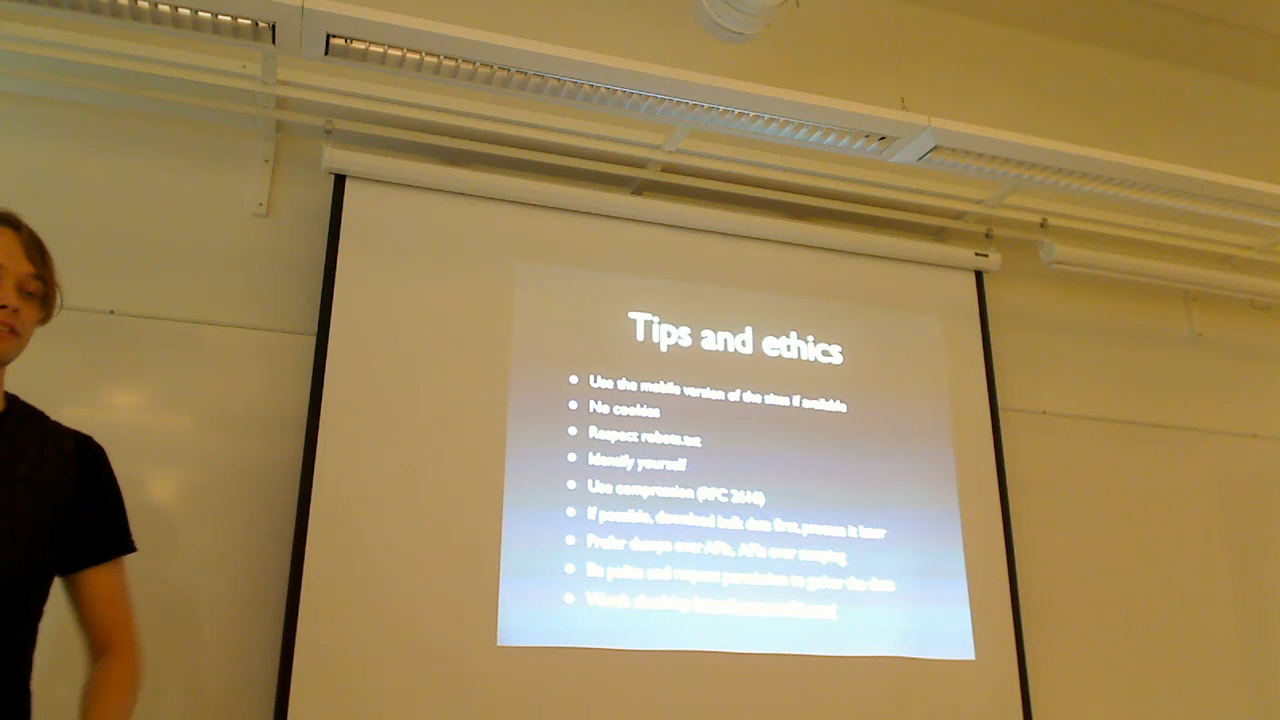 Tips and ethics
Use the mobile version of the sites if available
No cookies
Respect robots.txt
Identify yourself
Use compression (RFC 2616)
If possible, download bulk data first, process it later
Prefer dumps over APIs, APIs over scraping
Be polite and request permission to gather the data
Worth checking